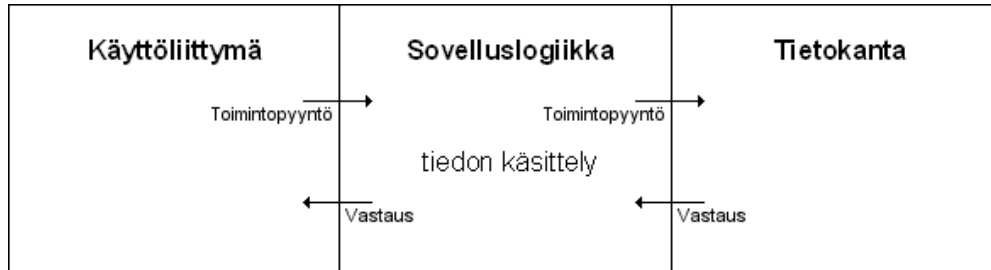 Käyttöliittymä
Sovelluslogiikka
Tietokanta
Toimintopyyntö
Toimintopyyntö
tiedon käsittely
Vastaus
Vastaus